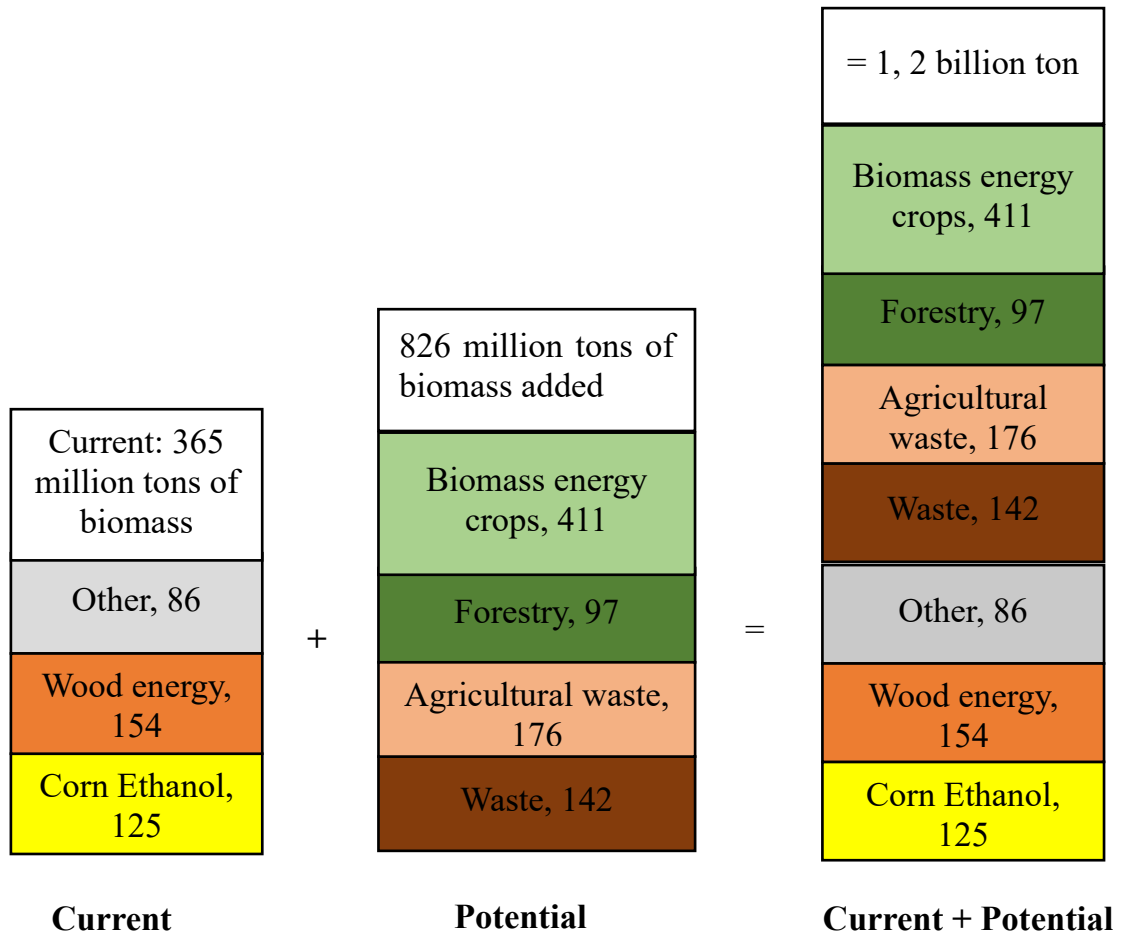 Current: 365
million tons of
biomass
Other, 86
Wood energy,
154
Corn Ethanol,
125
Current
+
826 million tons of
biomass added
Biomass energy
crops, 411
Forestry, 97
Agricultural waste,
176
Waste, 142
Potential
=
= 1, 2 billion ton
Biomass energy
crops, 411
Forestry, 97
Agricultural
waste, 176
Waste, 142
Other, 86
Wood energy,
154
Corn Ethanol,
125
Current + Potential